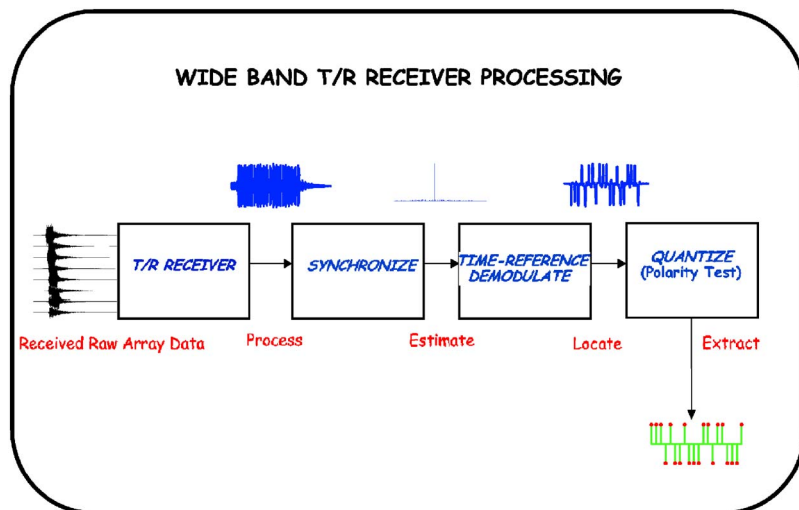 WIDE BAND T/R RECEIVER PROCESSING
T/R RECEIVER
SYNCHRONIZE
TIME-REFERENCE
DEMODULATE
QUANTIZE
(Polarity Test)
Received Raw Array Data
Process
Estimate
Locate
Extract